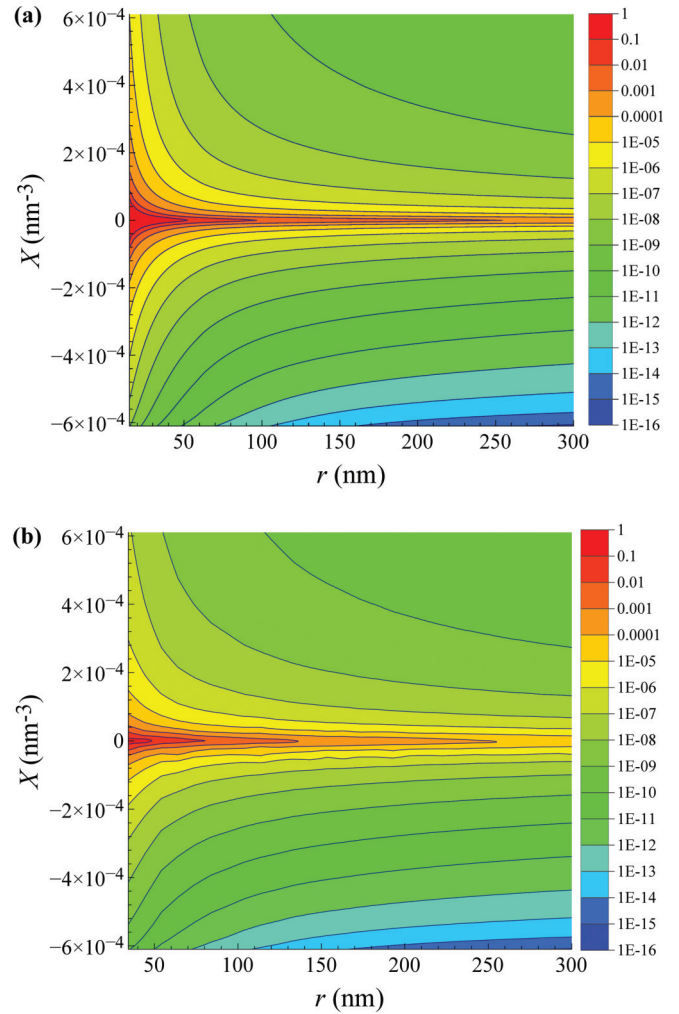 (a)
6×10⁻⁴
4×10⁻⁴
2×10⁻⁴
0
−2×10⁻⁴
−4×10⁻⁴
−6×10⁻⁴
X (nm⁻³)
50 100 150 200 250 300
r (nm)
1
0.1
0.01
0.001
0.0001
1E-05
1E-06
1E-07
1E-08
1E-09
1E-10
1E-11
1E-12
1E-13
1E-14
1E-15
1E-16
(b)
6×10⁻⁴
4×10⁻⁴
2×10⁻⁴
0
−2×10⁻⁴
−4×10⁻⁴
−6×10⁻⁴
X (nm⁻³)
50 100 150 200 250 300
r (nm)
1
0.1
0.01
0.001
0.0001
1E-05
1E-06
1E-07
1E-08
1E-09
1E-10
1E-11
1E-12
1E-13
1E-14
1E-15
1E-16